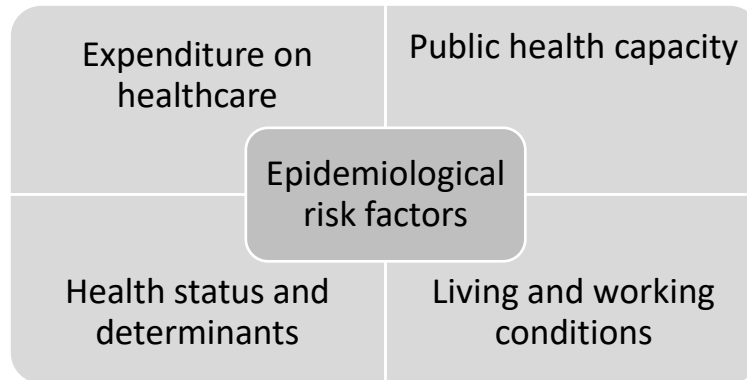 Expenditure on
healthcare
Public health capacity
Epidemiological
risk factors
Health status and
determinants
Living and working
conditions